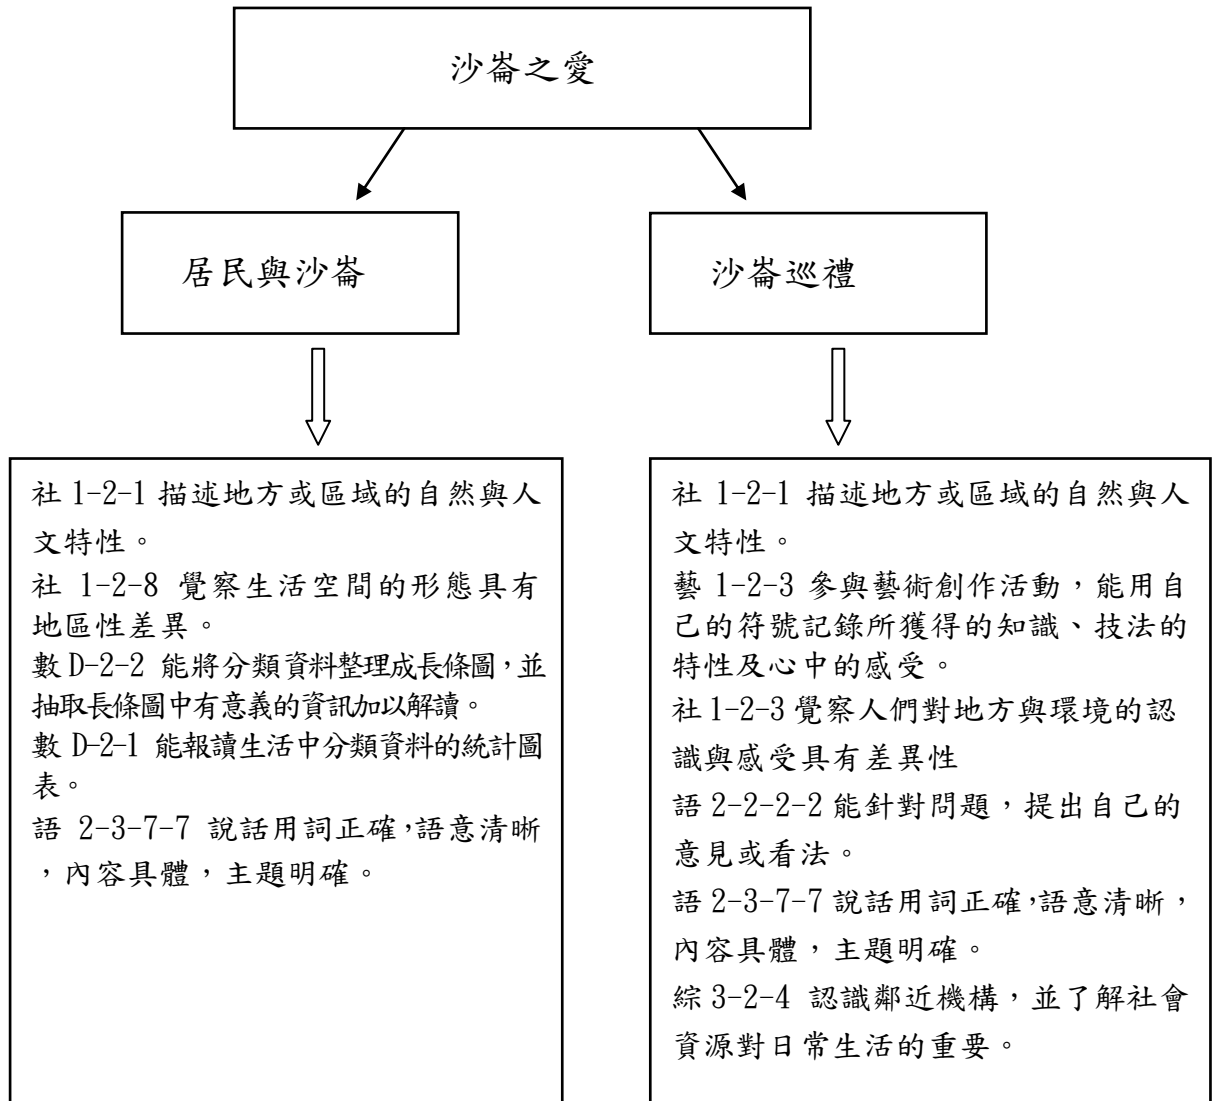 沙崙之愛
居民與沙崙
沙崙巡禮
社 1-2-1 描述地方或區域的自然與人
文特性。
社 1-2-8 覺察生活空間的形態具有
地區性差異。
數 D-2-2 能將分類資料整理成長條圖，並
抽取長條圖中有意義的資訊加以解讀。
數 D-2-1 能報讀生活中分類資料的統計圖
表。
語 2-3-7-7 說話用詞正確，語意清晰
，內容具體，主題明確。
社 1-2-1 描述地方或區域的自然與人
文特性。
藝 1-2-3 參與藝術創作活動，能用自
己的符號記錄所獲得的知識、技法的
特性及心中的感受。
社 1-2-3 覺察人們對地方與環境的認
識與感受具有差異性
語 2-2-2-2 能針對問題，提出自己的
意見或看法。
語 2-3-7-7 說話用詞正確，語意清晰，
內容具體，主題明確。
綜 3-2-4 認識鄰近機構，並了解社會
資源對日常生活的重要。